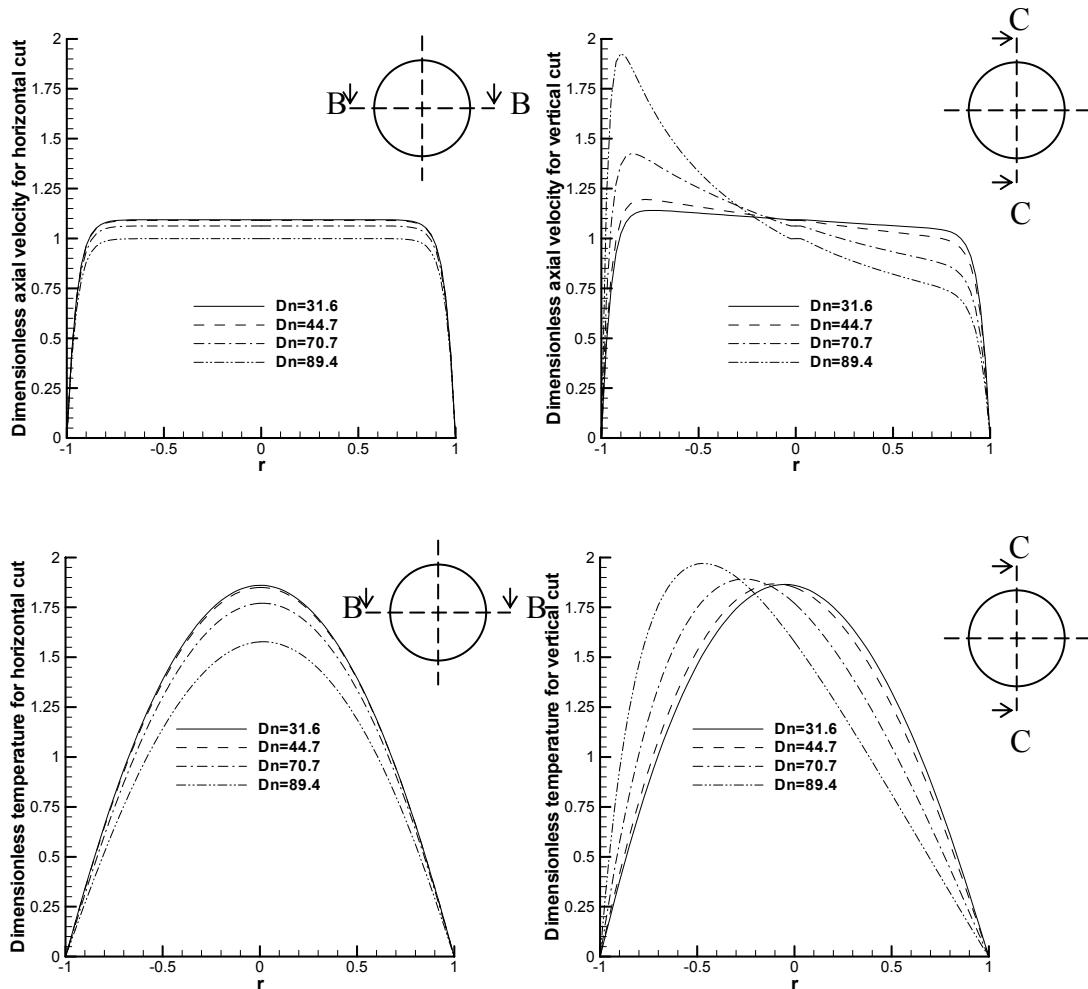 Dimensionless axial velocity for horizontal cut
2
1.75
1.5
1.25
1
0.75
0.5
0.25
0
-1
-0.5
0
0.5
1
r
B
B
Dn=31.6
Dn=44.7
Dn=70.7
Dn=89.4
Dimensionless axial velocity for vertical cut
2
1.75
1.5
1.25
1
0.75
0.5
0.25
0
-1
-0.5
0
0.5
1
r
C
C
Dn=31.6
Dn=44.7
Dn=70.7
Dn=89.4
Dimensionless temperature for horizontal cut
2
1.75
1.5
1.25
1
0.75
0.5
0.25
0
-1
-0.5
0
0.5
1
r
B
B
Dn=31.6
Dn=44.7
Dn=70.7
Dn=89.4
Dimensionless temperature for vertical cut
2
1.75
1.5
1.25
1
0.75
0.5
0.25
0
-1
-0.5
0
0.5
1
r
C
C
Dn=31.6
Dn=44.7
Dn=70.7
Dn=89.4